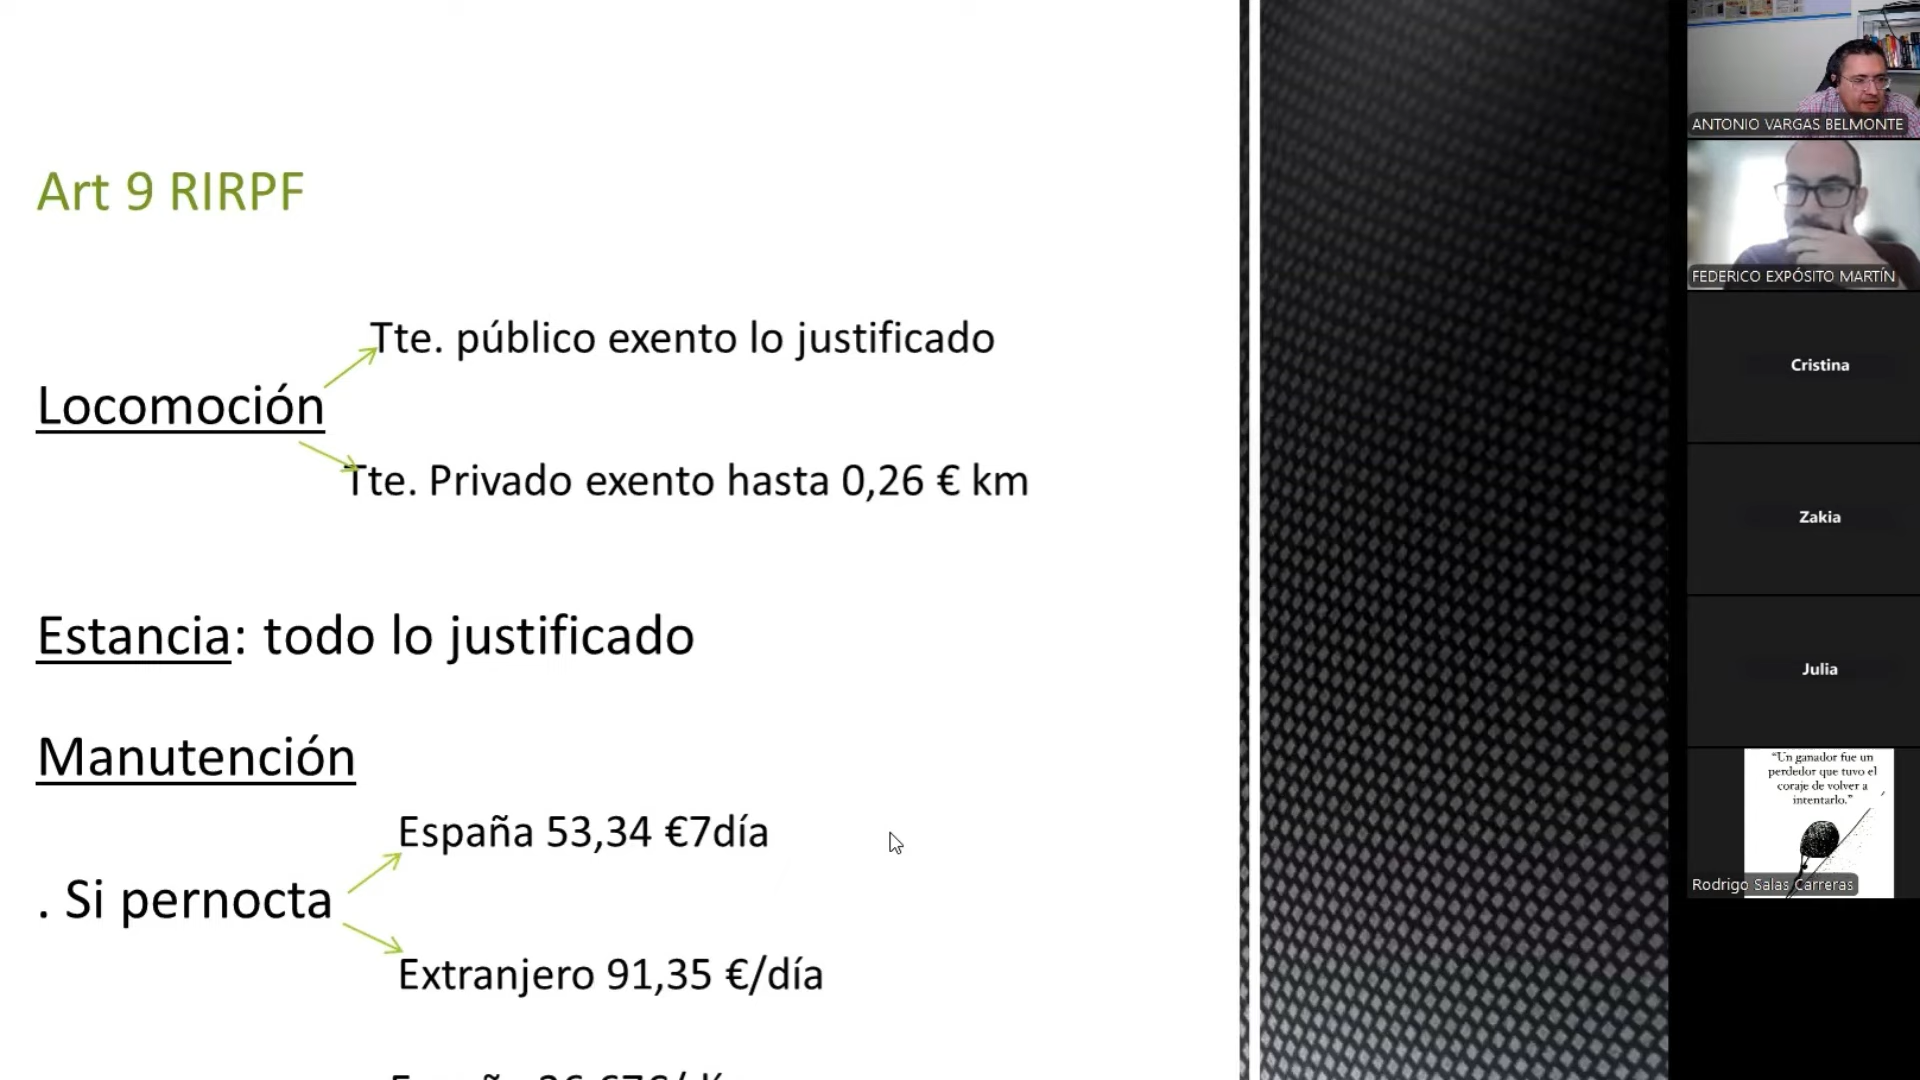 Art 9 RIRPF
Tte. público exento lo justificado
Locomoción
Tte. Privado exento hasta 0,26 € km
Estancia: todo lo justificado
Manutención
España 53,34 €7día
. Si pernocta
Extranjero 91,35 €/día
ANTONIO VARGAS BELMONTE
FEDERICO EXPÓSITO MARTÍN
Cristina
Zakia
Julia
“Un ganador fue un
perdedor que tuvo el
coraje de volver a
intentarlo.”
Rodrigo Salas Carreras